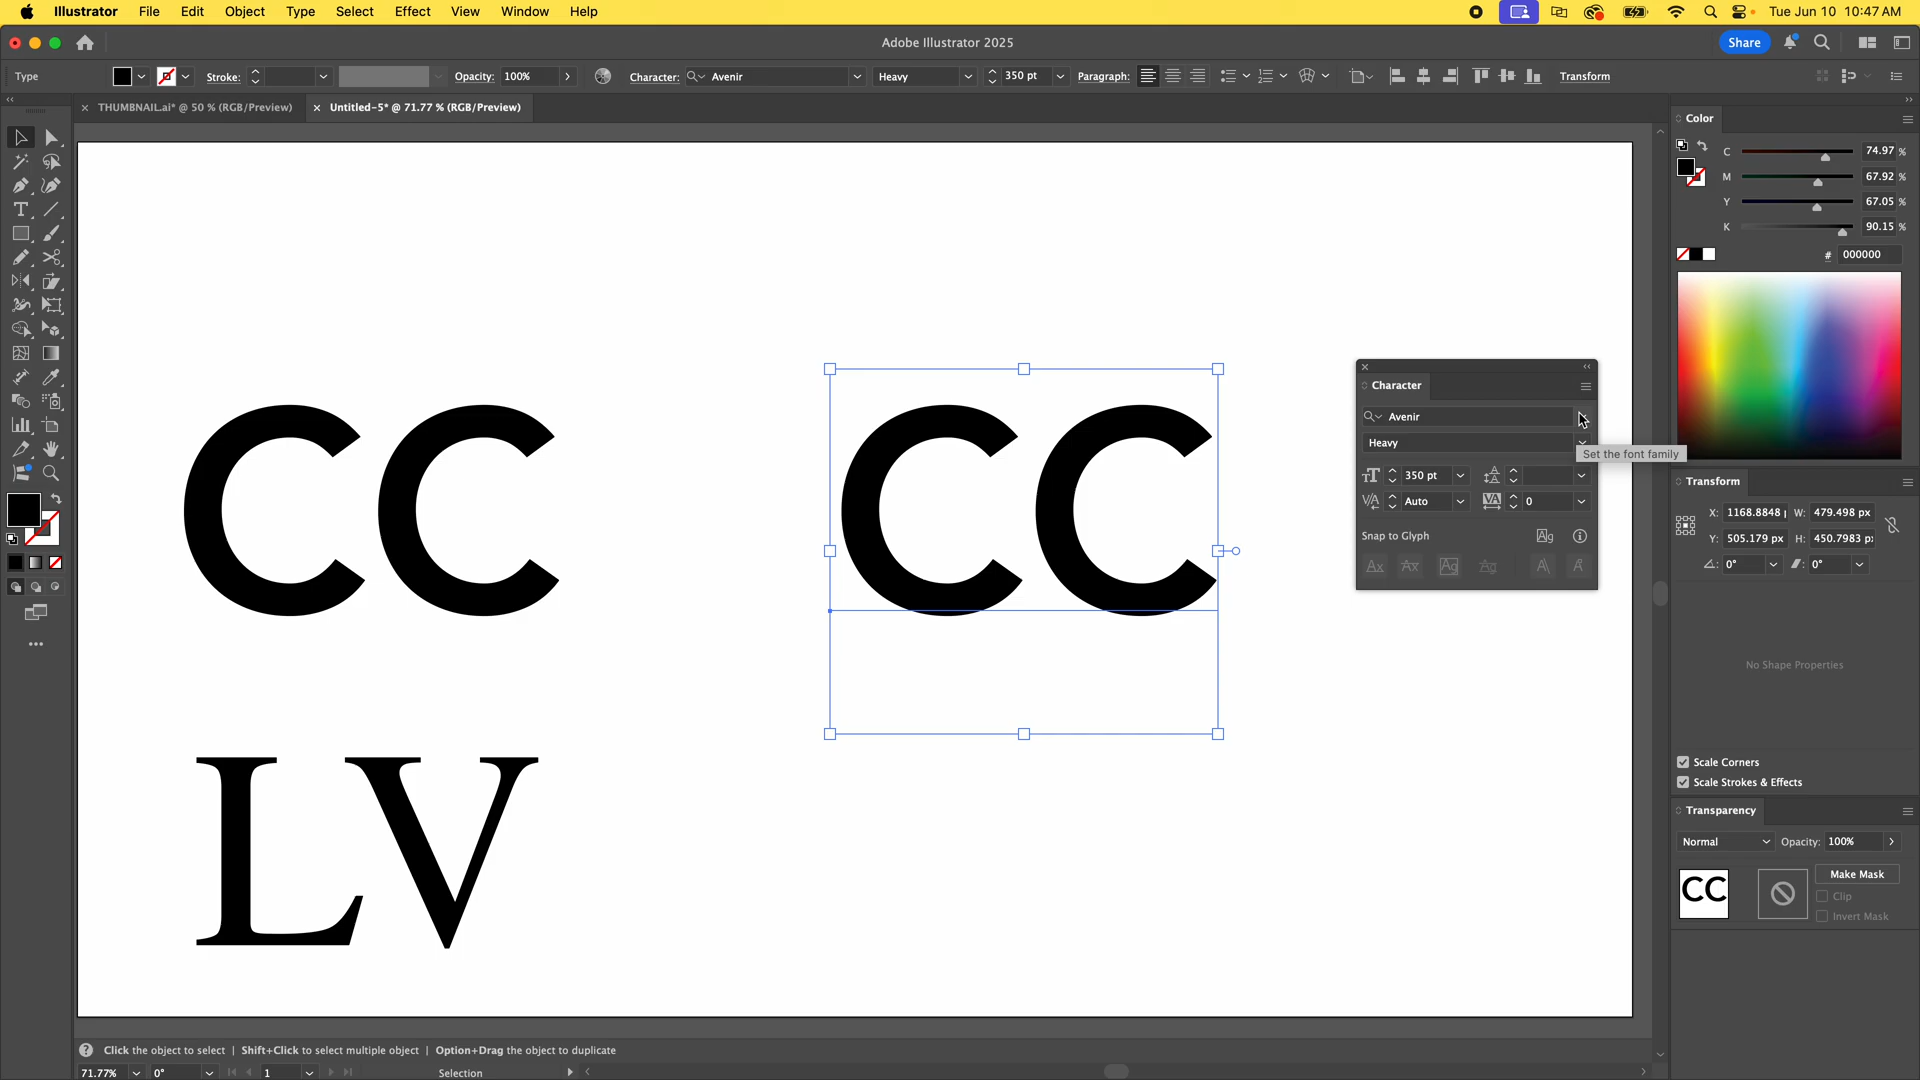 Illustrator File Edit Object Type Select Effect View Window Help Tue Jun 10 10:47 AM
Adobe Illustrator 2025 Share
Type Stroke: Opacity: 100% Character: Avenir Heavy 350 pt Paragraph: Transform
× THUMBNAIL.ai* @ 50 % (RGB/Preview) × Untitled-5* @ 71.77 % (RGB/Preview)
Color
C 74.97 %
M 67.92 %
Y 67.05 %
K 90.15 %
# 000000
CC
CC
LV
Character
Avenir
Heavy
Set the font family
350 pt
Auto 0
Snap to Glyph
Transform
X: 1168.8848 W: 479.498 px
Y: 505.179 px H: 450.7983 px
0° 0°
No Shape Properties
Scale Corners
Scale Strokes & Effects
Transparency
Normal Opacity: 100%
CC
Make Mask
Clip
Invert Mask
Click the object to select | Shift+Click to select multiple object | Option+Drag the object to duplicate
71.77% 0° 1 Selection